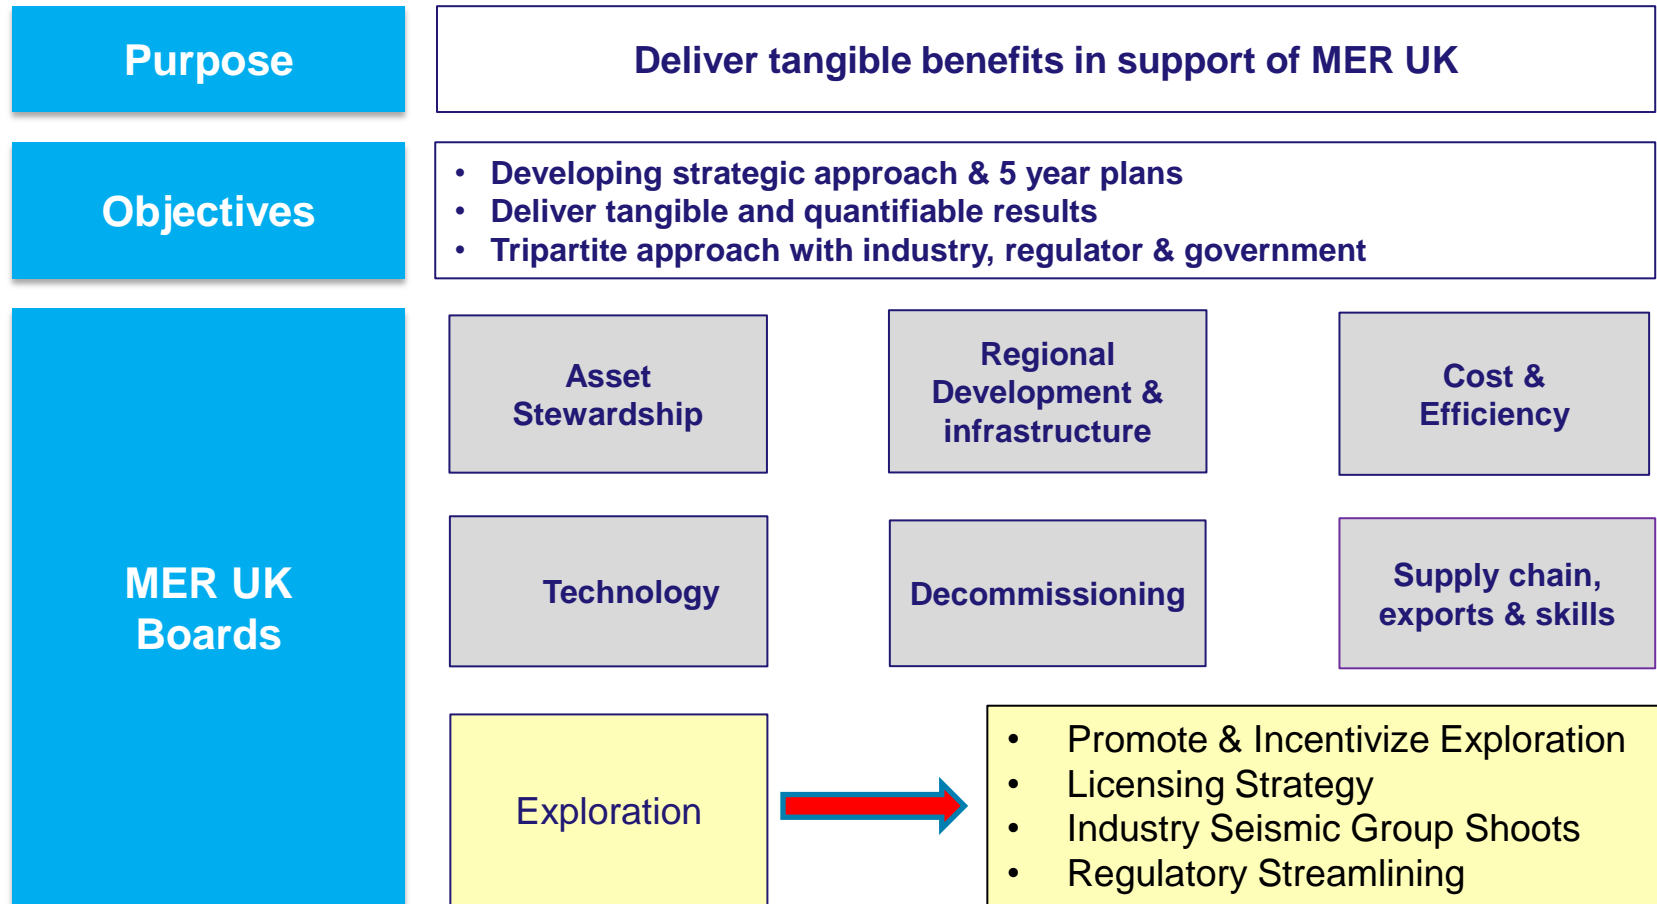 Purpose
Deliver tangible benefits in support of MER UK
Objectives
• Developing strategic approach & 5 year plans
• Deliver tangible and quantifiable results
• Tripartite approach with industry, regulator & government
MER UK
Boards
Asset
Stewardship
Regional
Development &
infrastructure
Cost &
Efficiency
Technology
Decommissioning
Supply chain,
exports & skills
Exploration
• Promote & Incentivize Exploration
• Licensing Strategy
• Industry Seismic Group Shoots
• Regulatory Streamlining